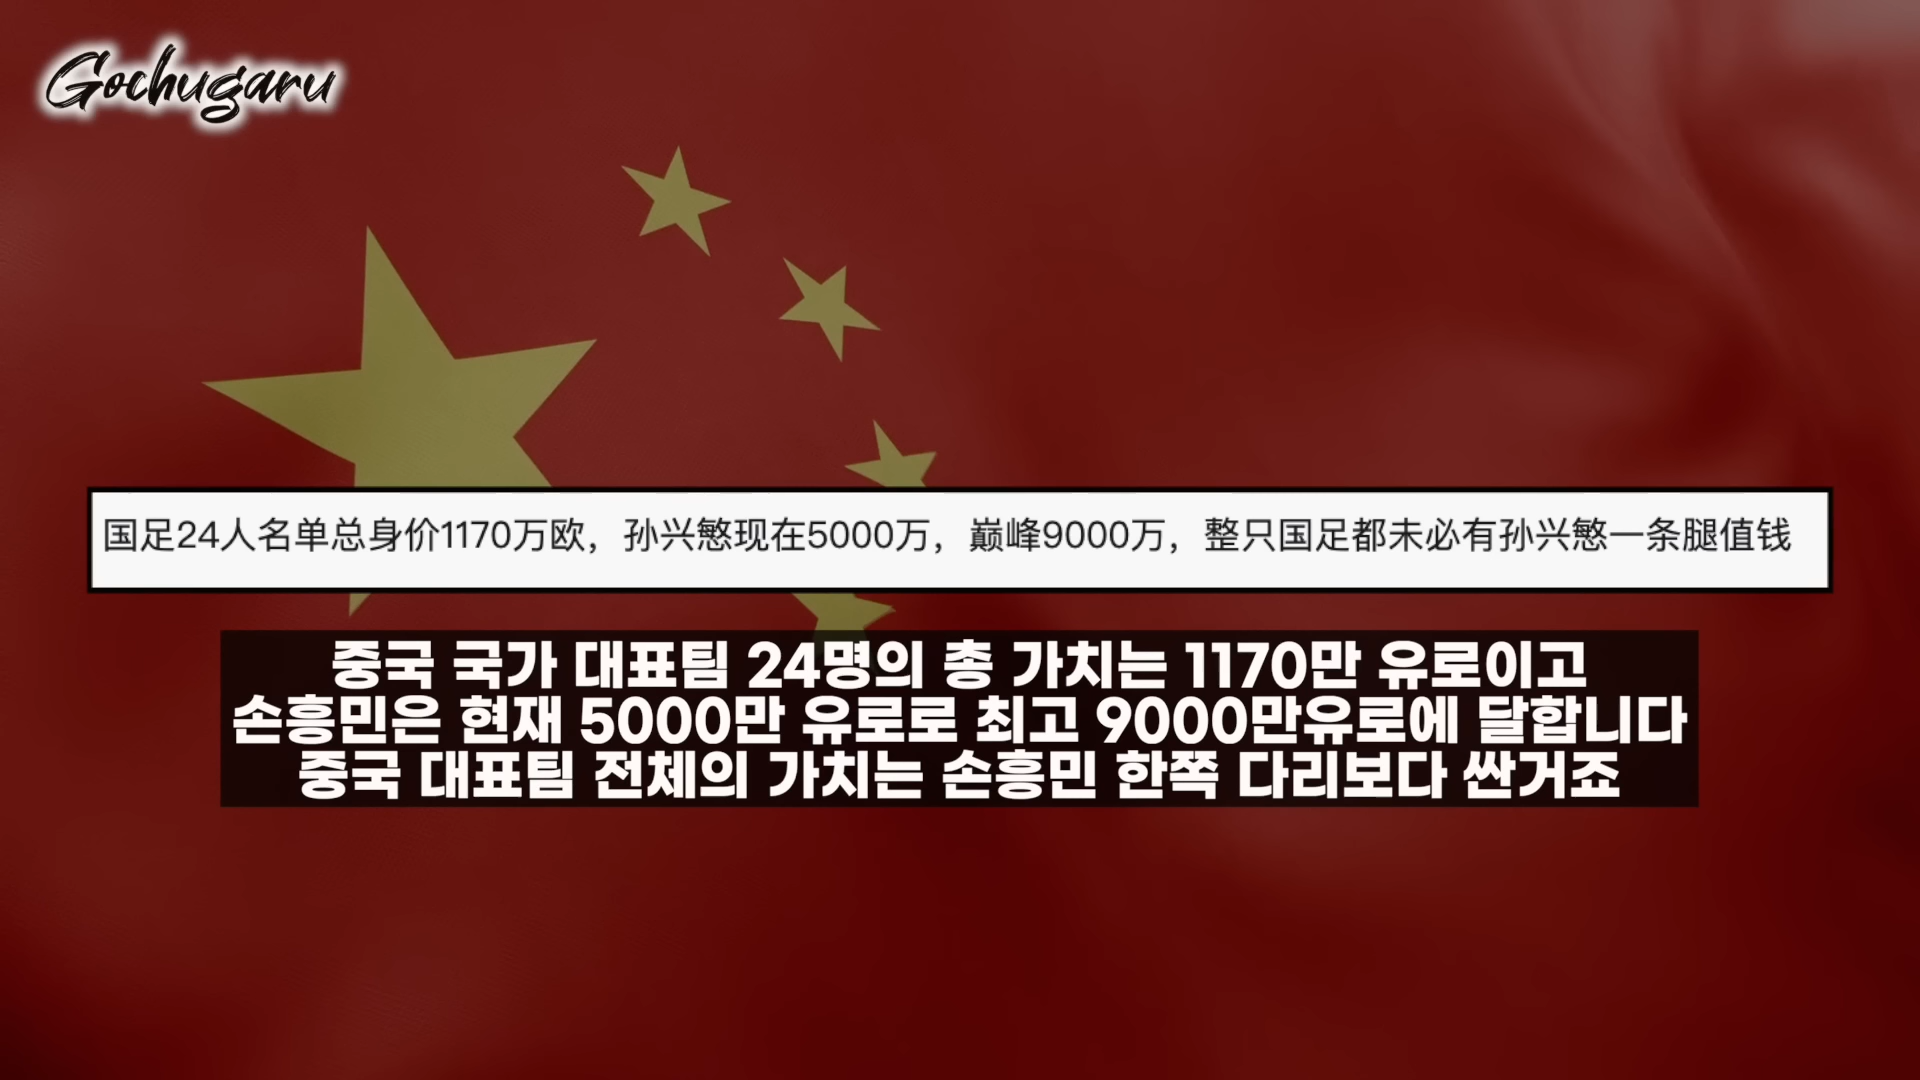 Gochugaru
国足24人名单总身价1170万欧，孙兴慜现在5000万，巅峰9000万，整只国足都未必有孙兴慜一条腿值钱
중국 국가 대표팀 24명의 총 가치는 1170만 유로이고
손흥민은 현재 5000만 유로로 최고 9000만유로에 달합니다
중국 대표팀 전체의 가치는 손흥민 한쪽 다리보다 싼거죠